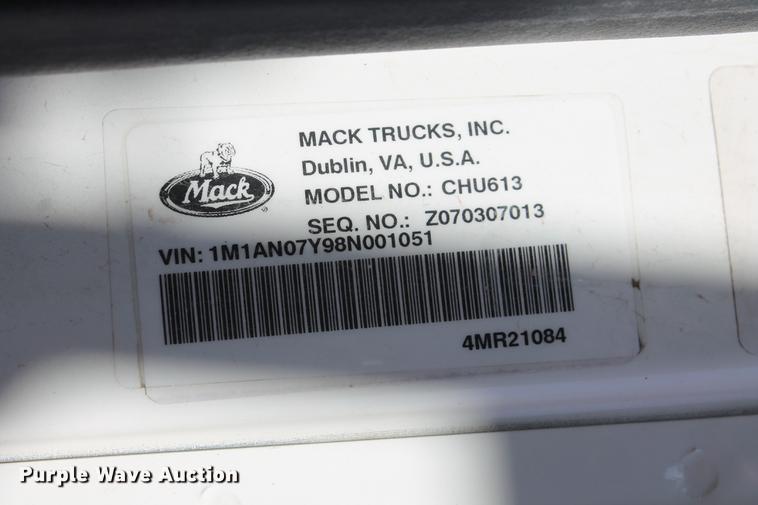 MACK TRUCKS, INC.
Dublin, VA, U.S.A.
Mack
MODEL NO.: CHU613
SEQ. NO.: Z070307013
VIN: 1M1AN07Y98N001051
4MR21084
Purple Wave Auction